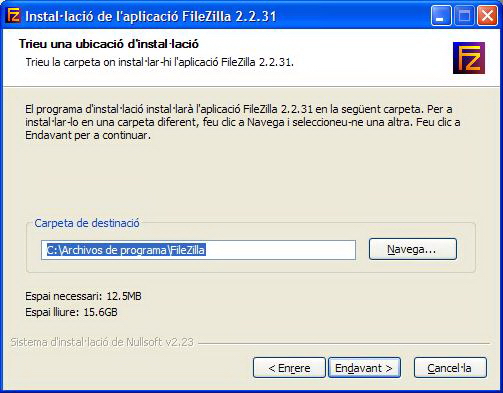 Instal·lació de l'aplicació FileZilla 2.2.31
Trieu una ubicació d'instal·lació
Trieu la carpeta on instal·lar-hi l'aplicació FileZilla 2.2.31.
El programa d'instal·lació instal·larà l'aplicació FileZilla 2.2.31 en la següent carpeta. Per a
instal·lar-lo en una carpeta diferent, feu clic a Navega i seleccioneu-ne una altra. Feu clic a
Endavant per a continuar.
Carpeta de destinació
C:\Archivos de programa\FileZilla
Navega...
Espai necessari: 12.5MB
Espai lliure: 15.6GB
Sistema d'instal·lació de Nullsoft v2.23
< Enrere
Endavant >
Cancel·la